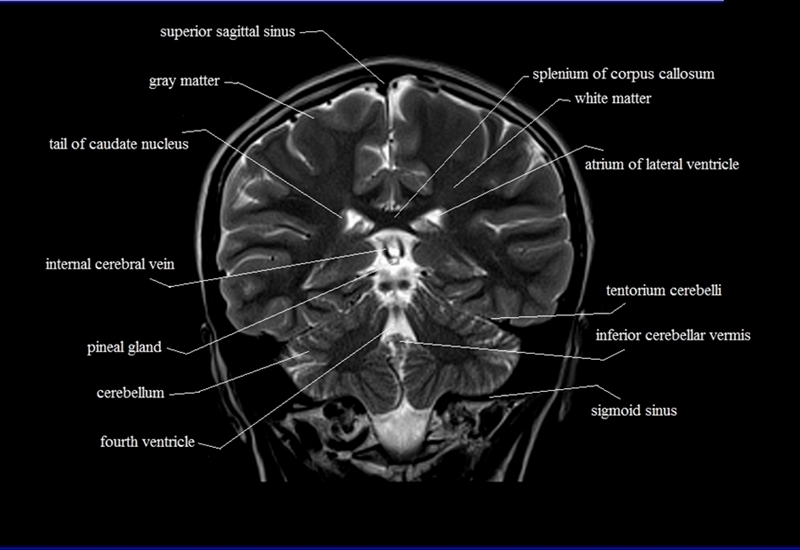 superior sagittal sinus
gray matter
tail of caudate nucleus
internal cerebral vein
pineal gland
cerebellum
fourth ventricle
splenium of corpus callosum
white matter
atrium of lateral ventricle
tentorium cerebelli
inferior cerebellar vermis
sigmoid sinus